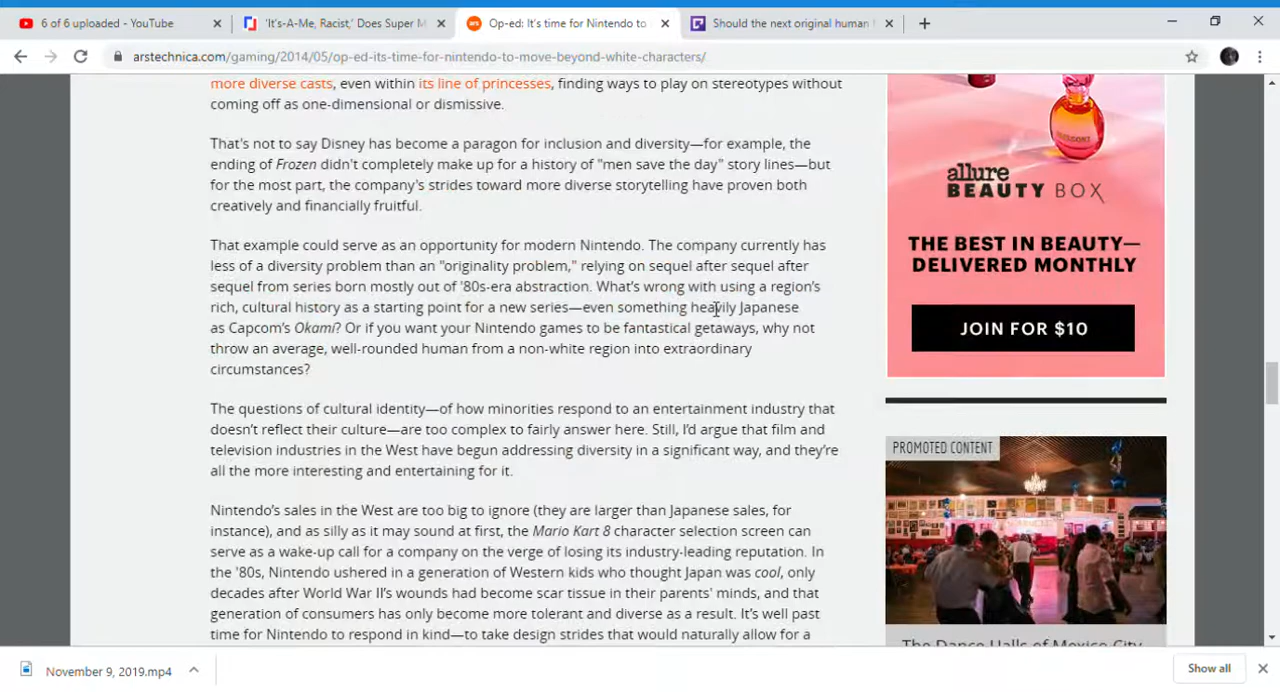 6 of 6 uploaded - YouTube
'It's-A-Me, Racist,' Does Super M
Op-ed: It's time for Nintendo to
Should the next original human
arstechnica.com/gaming/2014/05/op-ed-its-time-for-nintendo-to-move-beyond-white-characters/
more diverse casts, even within its line of princesses, finding ways to play on stereotypes without
coming off as one-dimensional or dismissive.
That's not to say Disney has become a paragon for inclusion and diversity—for example, the
ending of Frozen didn't completely make up for a history of "men save the day" story lines—but
for the most part, the company's strides toward more diverse storytelling have proven both
creatively and financially fruitful.
That example could serve as an opportunity for modern Nintendo. The company currently has
less of a diversity problem than an "originality problem," relying on sequel after sequel after
sequel from series born mostly out of '80s-era abstraction. What's wrong with using a region's
rich, cultural history as a starting point for a new series—even something heavily Japanese
as Capcom's Okami? Or if you want your Nintendo games to be fantastical getaways, why not
throw an average, well-rounded human from a non-white region into extraordinary
circumstances?
The questions of cultural identity—of how minorities respond to an entertainment industry that
doesn't reflect their culture—are too complex to fairly answer here. Still, I'd argue that film and
television industries in the West have begun addressing diversity in a significant way, and they're
all the more interesting and entertaining for it.
Nintendo's sales in the West are too big to ignore (they are larger than Japanese sales, for
instance), and as silly as it may sound at first, the Mario Kart 8 character selection screen can
serve as a wake-up call for a company on the verge of losing its industry-leading reputation. In
the '80s, Nintendo ushered in a generation of Western kids who thought Japan was cool, only
decades after World War II's wounds had become scar tissue in their parents' minds, and that
generation of consumers has only become more tolerant and diverse as a result. It's well past
time for Nintendo to respond in kind—to take design strides that would naturally allow for a
allure
BEAUTY BOX
THE BEST IN BEAUTY—
DELIVERED MONTHLY
JOIN FOR $10
PROMOTED CONTENT
The Dance Halls of Mexico City
November 9, 2019.mp4
Show all